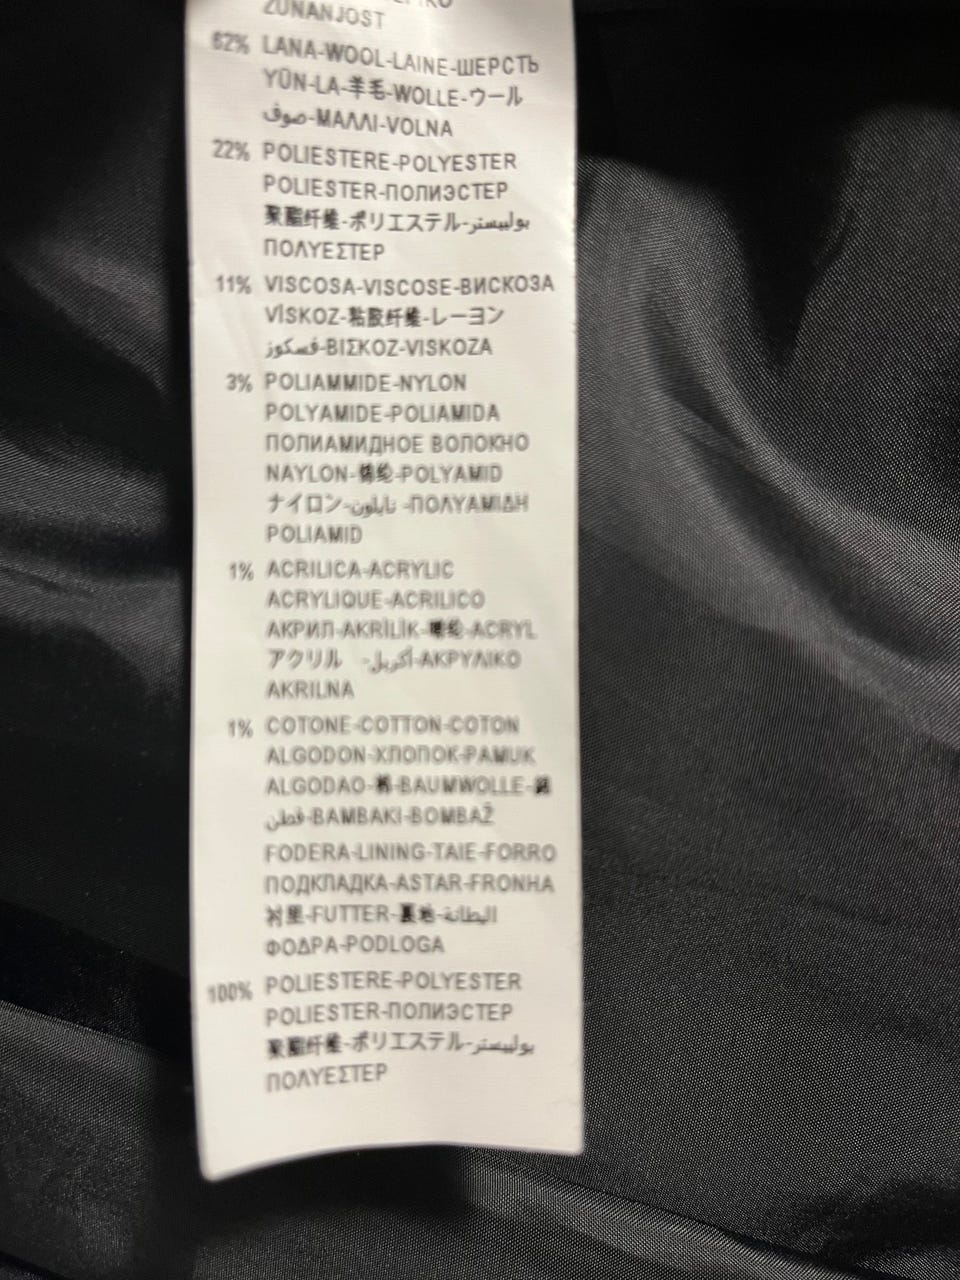 ZUNANJOST
62% LANA-WOOL-LAINE-ШЕРСТЬ
YÜN-LA-羊毛-WOLLE-ウール
صوف-ΜΑΛΛΙ-VOLNA
22% POLIESTERE-POLYESTER
POLIESTER-ПОЛИЭСТЕР
聚酯纤维-ポリエステル-بوليستر
ΠΟΛΥΕΣΤΕΡ
11% VISCOSA-VISCOSE-ВИСКОЗА
VİSKOZ-粘胶纤维-レーヨン
فسكوز-ΒΙΣΚΟΖ-VISKOZA
3% POLIAMMIDE-NYLON
POLYAMIDE-POLIAMIDA
ПОЛИАМИДНОЕ ВОЛОКНО
NAYLON-锦纶-POLYAMID
ナイロン-نايلون-ΠΟΛΥΑΜΙΔΗ
POLIAMID
1% ACRILICA-ACRYLIC
ACRYLIQUE-ACRILICO
АКРИЛ-AKRİLİK-腈纶-ACRYL
アクリル -أكريل-ΑΚΡΥΛΙΚΟ
AKRILNA
1% COTONE-COTTON-COTON
ALGODON-ХЛОПОК-PAMUK
ALGODAO-棉-BAUMWOLLE-綿
قطن-BAMBAKI-BOMBAŽ
FODERA-LINING-TAIE-FORRO
ПОДКЛАДКА-ASTAR-FRONHA
衬里-FUTTER-裏地-البطانة
ΦΟΔΡΑ-PODLOGA
100% POLIESTERE-POLYESTER
POLIESTER-ПОЛИЭСТЕР
聚酯纤维-ポリエステル-بوليستر
ΠΟΛΥΕΣΤΕΡ